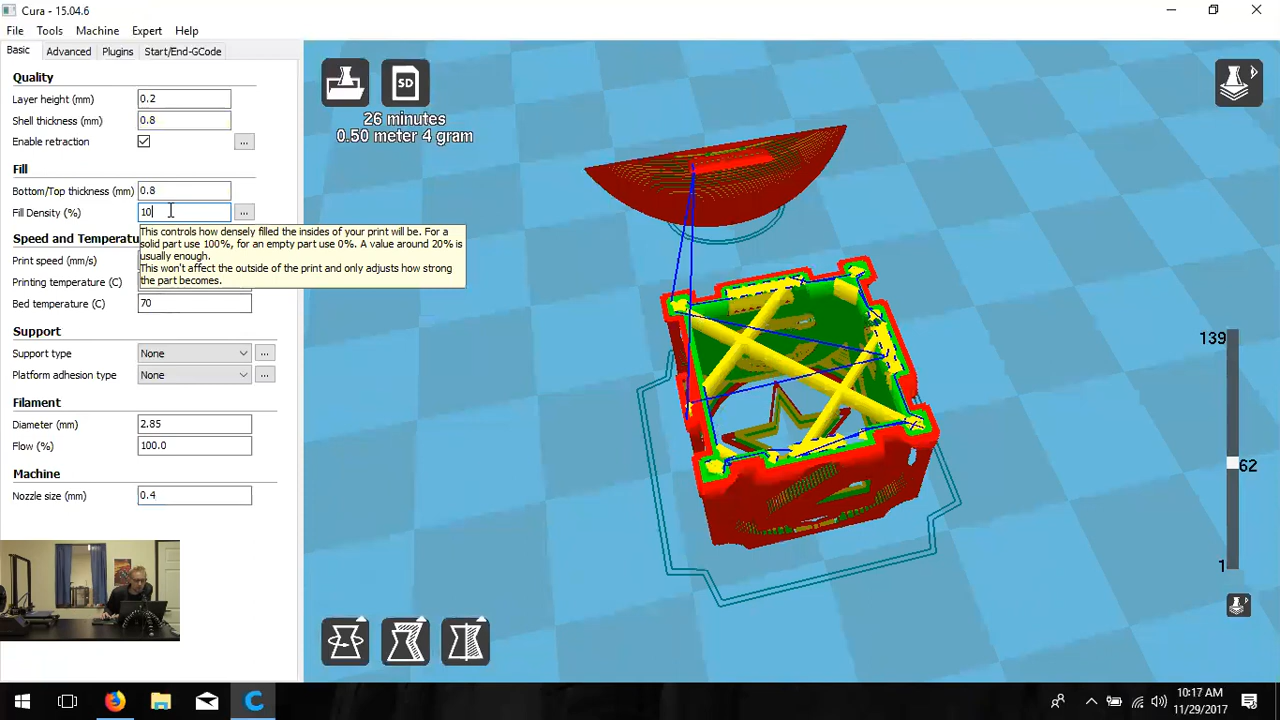 Cura - 15.04.6
File Tools Machine Expert Help
Basic Advanced Plugins Start/End-GCode
Quality
Layer height (mm) 0.2
Shell thickness (mm) 0.8
Enable retraction ...
Fill
Bottom/Top thickness (mm) 0.8
Fill Density (%) 10 ...
This controls how densely filled the insides of your print will be. For a
solid part use 100%, for an empty part use 0%. A value around 20% is
usually enough.
This won't affect the outside of the print and only adjusts how strong
the part becomes.
Speed and Temperatu
Print speed (mm/s)
Printing temperature (C)
Bed temperature (C) 70
Support
Support type None ...
Platform adhesion type None ...
Filament
Diameter (mm) 2.85
Flow (%) 100.0
Machine
Nozzle size (mm) 0.4
SD
26 minutes
0.50 meter 4 gram
139
62
1
10:17 AM
11/29/2017